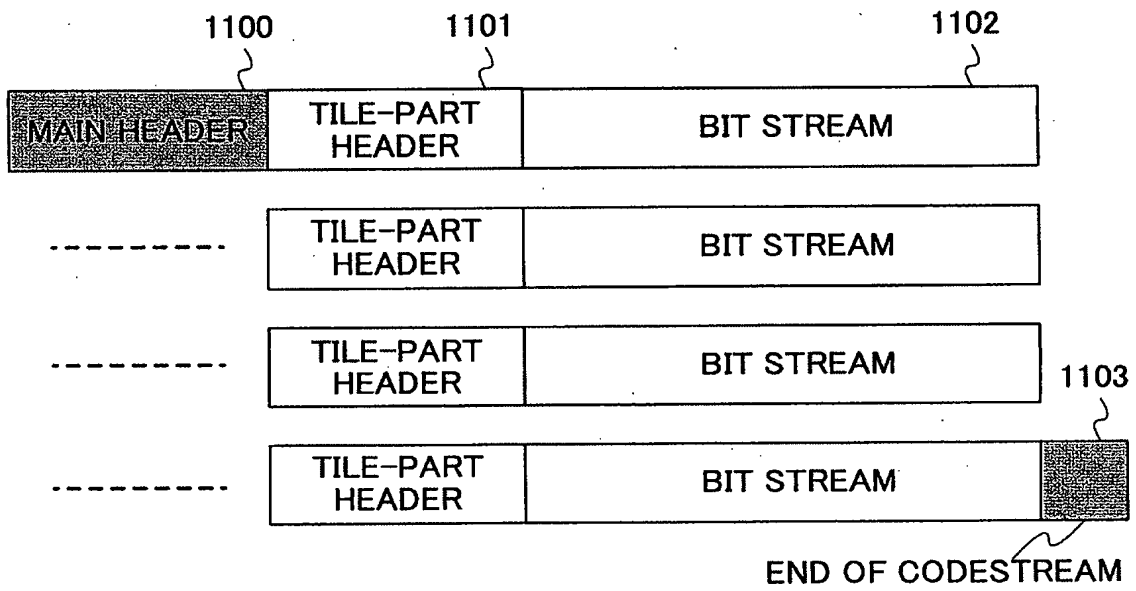 1100
1101
1102
MAIN HEADER
TILE-PART
HEADER
BIT STREAM
TILE-PART
HEADER
BIT STREAM
TILE-PART
HEADER
BIT STREAM
1103
TILE-PART
HEADER
BIT STREAM
END OF CODESTREAM